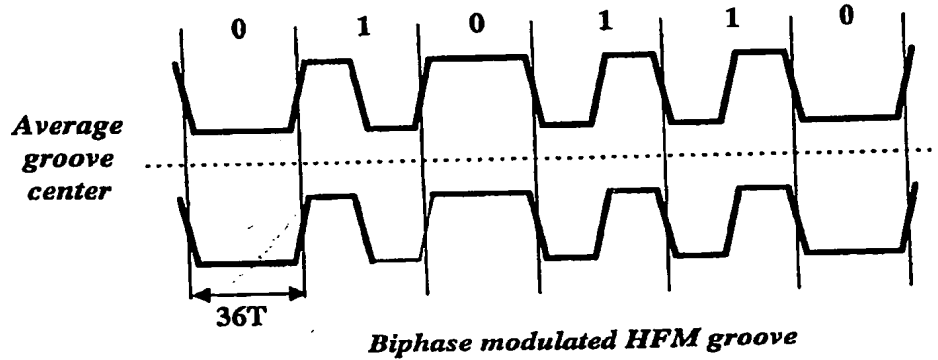 0 1 0 1 1 0
Average
groove
center
36T
Biphase modulated HFM groove